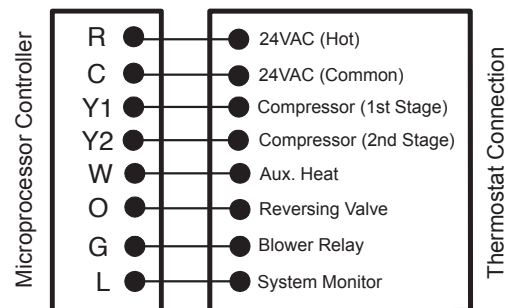 Microprocessor Controller
R 24VAC (Hot)
C 24VAC (Common)
Y1 Compressor (1st Stage)
Y2 Compressor (2nd Stage)
W Aux. Heat
O Reversing Valve
G Blower Relay
L System Monitor
Thermostat Connection